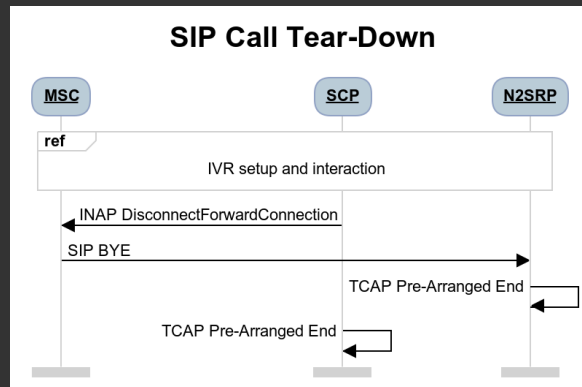 SIP Call Tear-Down
MSC
SCP
N2SRP
ref
IVR setup and interaction
INAP DisconnectForwardConnection
SIP BYE
TCAP Pre-Arranged End
TCAP Pre-Arranged End